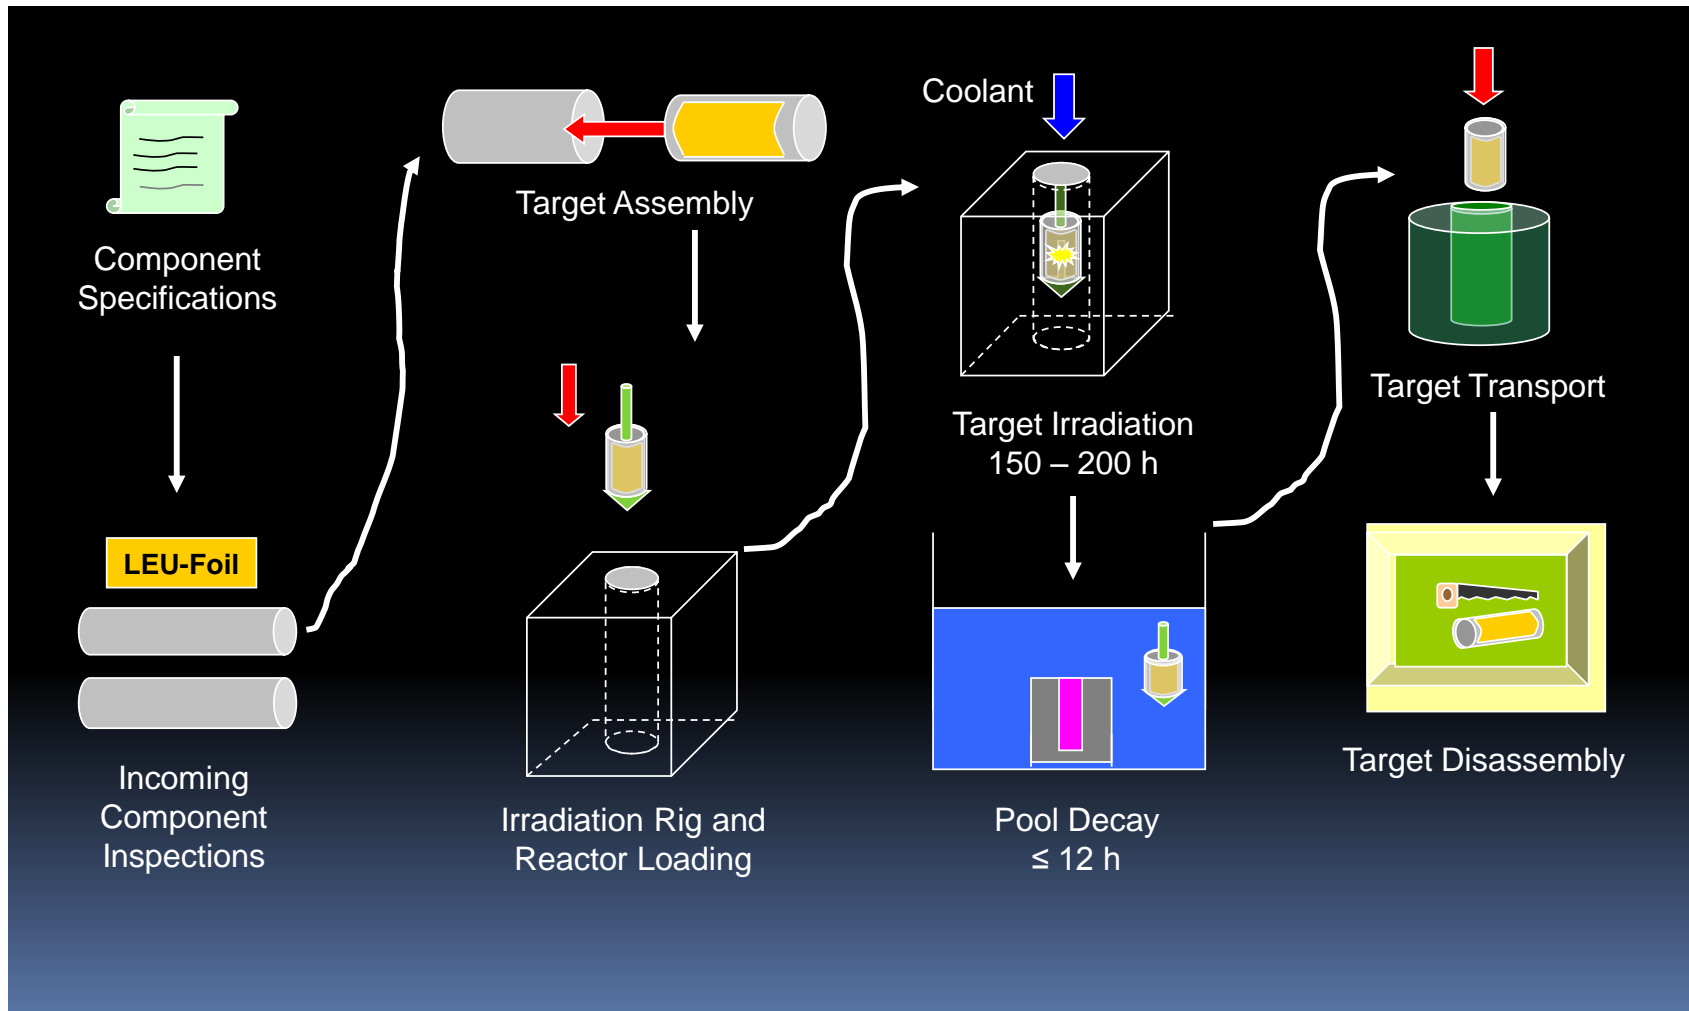 Component
Specifications
LEU-Foil
Incoming
Component
Inspections
Target Assembly
Irradiation Rig and
Reactor Loading
Coolant
Target Irradiation
150 – 200 h
Pool Decay
≤ 12 h
Target Transport
Target Disassembly